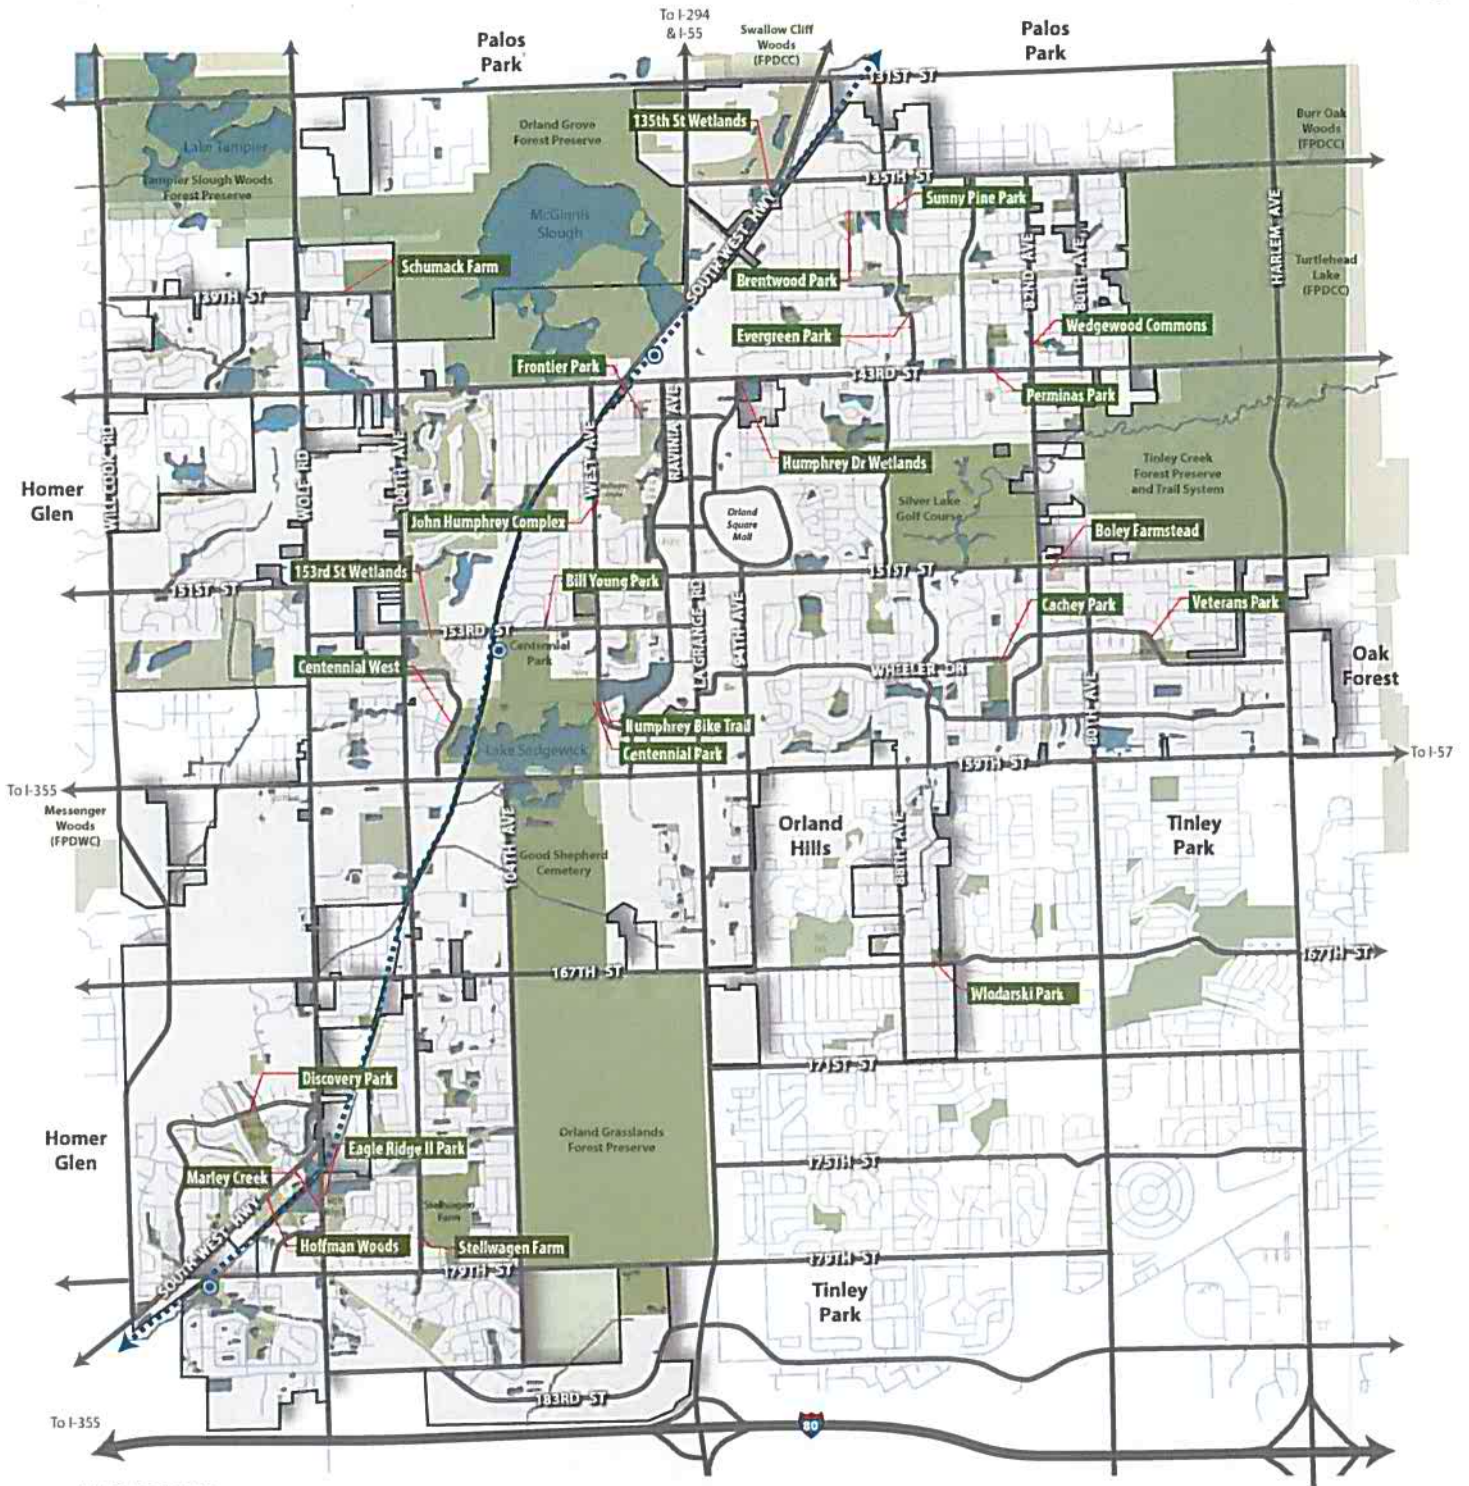 To I-294
& I-55
Palos
Park
Swallow Cliff
Woods
(FPDCC)
Palos
Park
131ST ST
135th St Wetlands
Orland Grove
Forest Preserve
Burr Oak
Woods
(FPDCC)
Lake Tampier
Tampier Slough Woods
Forest Preserve
135TH ST
Sunny Pine Park
McGinnis
Slough
SOUTH WEST HWY
HARLEM AVE
82ND AVE
80TH AVE
Schumack Farm
Brentwood Park
Turtlehead
Lake
(FPDCC)
139TH ST
Evergreen Park
Wedgewood Commons
Frontier Park
143RD ST
Perminas Park
WILL COOK RD
WOLF RD
108TH AVE
WEST AVE
RAVINIA AVE
Humphrey Dr Wetlands
Tinley Creek
Forest Preserve
and Trail System
Homer
Glen
Silver Lake
Golf Course
John Humphrey Complex
Orland
Square
Mall
Boley Farmstead
153rd St Wetlands
Bill Young Park
151ST ST
151ST ST
Cachey Park
Veterans Park
153RD ST
LA GRANGE RD
94TH AVE
Centennial
Park
Centennial West
WHEELER DR
Oak
Forest
80TH AVE
Humphrey Bike Trail
Centennial Park
Lake Sedgewick
159TH ST
To I-57
To I-355
Messenger
Woods
(FPDWC)
104TH AVE
Orland
Hills
88TH AVE
Tinley
Park
Good Shepherd
Cemetery
167TH ST
167TH ST
Wlodarski Park
171ST ST
Discovery Park
Homer
Glen
Orland Grasslands
Forest Preserve
Eagle Ridge II Park
175TH ST
Marley Creek
Stellwagen
Farm
SOUTH WEST HWY
Hoffman Woods
Stellwagen Farm
179TH ST
179TH ST
Tinley
Park
183RD ST
To I-355
80